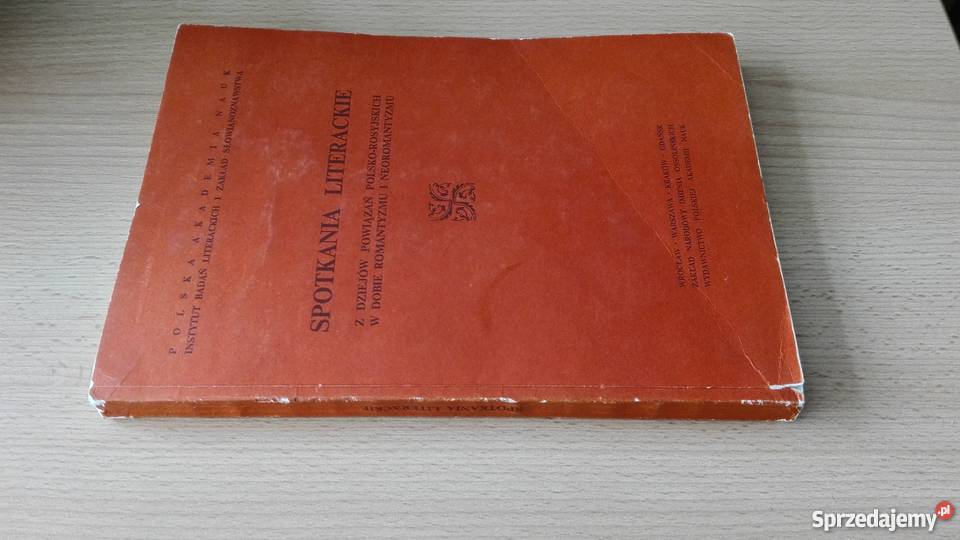 POLSKA AKADEMIA NAUK
INSTYTUT BADAŃ LITERACKICH I ZAKŁAD SŁOWIANOZNAWSTWA
SPOTKANIA LITERACKIE
Z DZIEJÓW POWIĄZAŃ POLSKO-ROSYJSKICH
W DOBIE ROMANTYZMU I NEOROMANTYZMU
WROCŁAW · WARSZAWA · KRAKÓW · GDAŃSK
ZAKŁAD NARODOWY IMIENIA OSSOLIŃSKICH
WYDAWNICTWO POLSKIEJ AKADEMII NAUK
SPOTKANIA LITERACKIE
Sprzedajemy.pl